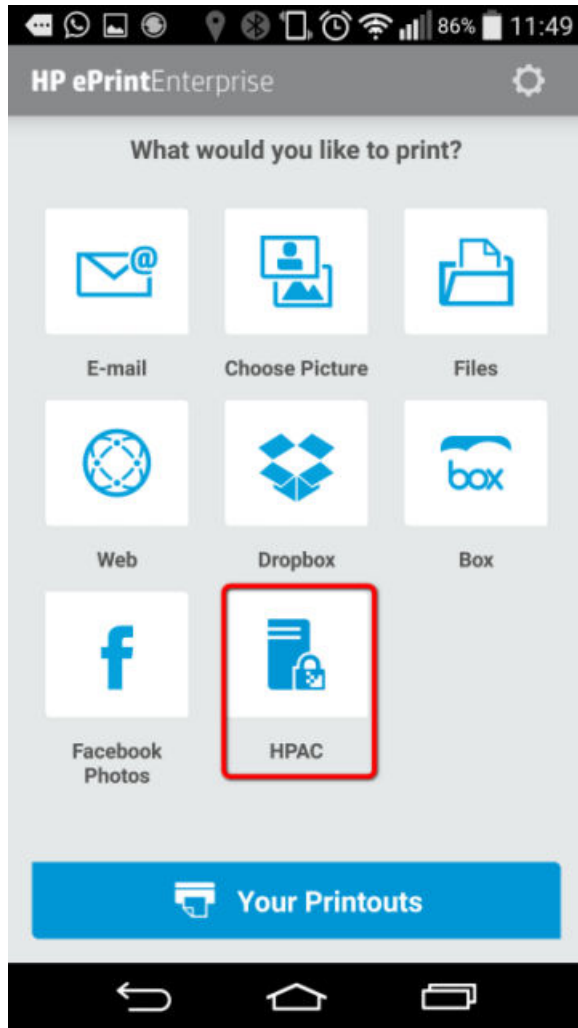 86% 11:49
HP ePrintEnterprise
What would you like to print?
@
E-mail Choose Picture Files
box
Web Dropbox Box
f
Facebook Photos HPAC
Your Printouts